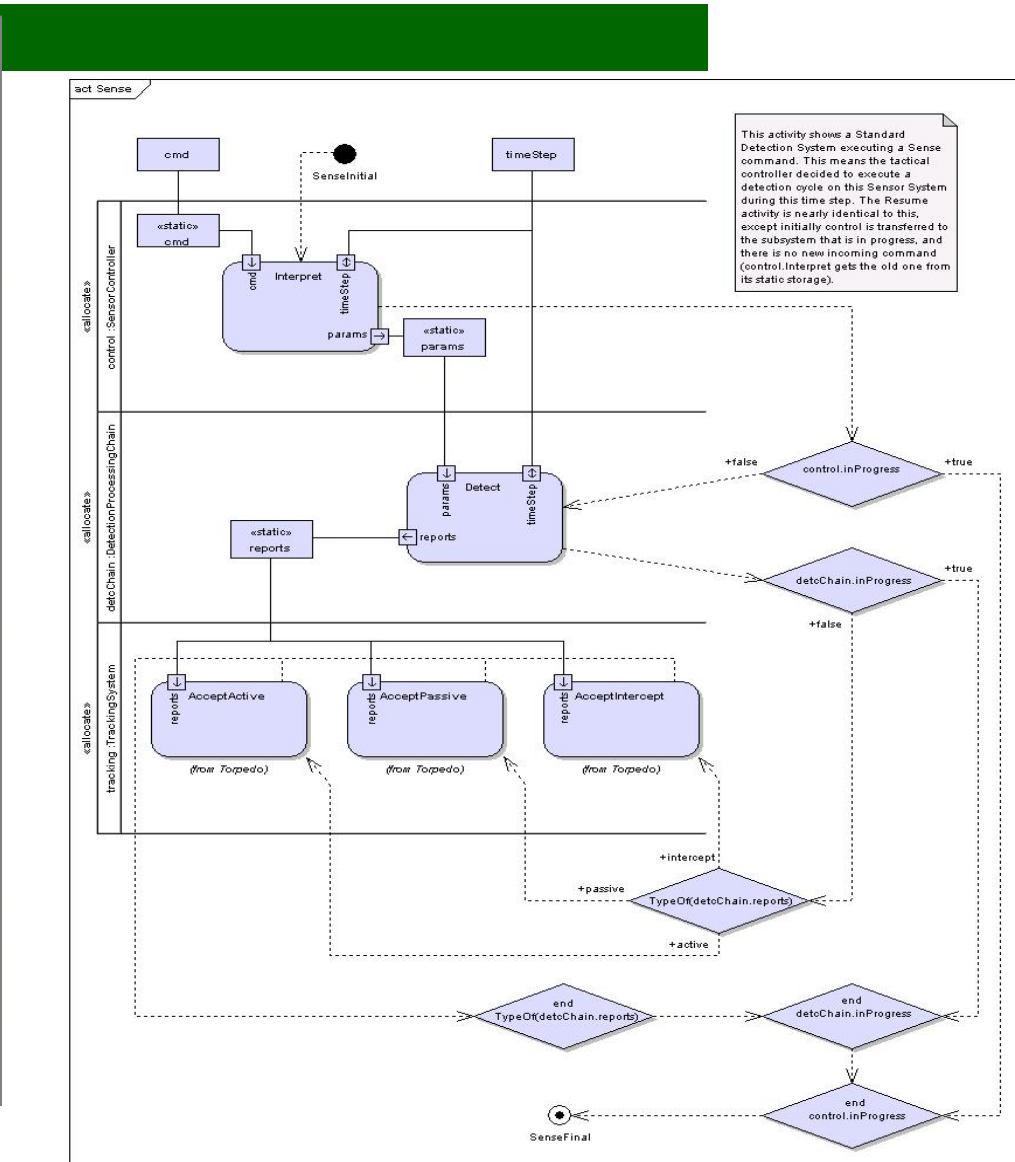 act Sense
cmd
SenseInitial
timeStep
This activity shows a Standard
Detection System executing a Sense
command. This means the tactical
controller decided to execute a
detection cycle on this Sensor System
during this time step. The Resume
activity is nearly identical to this,
except initially control is transferred to
the subsystem that is in progress, and
there is no new incoming command
(control.Interpret gets the old one from
its static storage).
«allocate»
control :SensorController
«static»
cmd
Interpret
cmd
timeStep
params
«static»
params
«allocate»
detcChain :DetectionProcessingChain
Detect
params
timeStep
reports
«static»
reports
+false
control.inProgress
+true
detcChain.inProgress
+true
+false
«allocate»
tracking :TrackingSystem
AcceptActive
reports
(from Torpedo)
AcceptPassive
reports
(from Torpedo)
AcceptIntercept
reports
(from Torpedo)
+intercept
+passive
TypeOf(detcChain.reports)
+active
end
TypeOf(detcChain.reports)
end
detcChain.inProgress
end
control.inProgress
SenseFinal